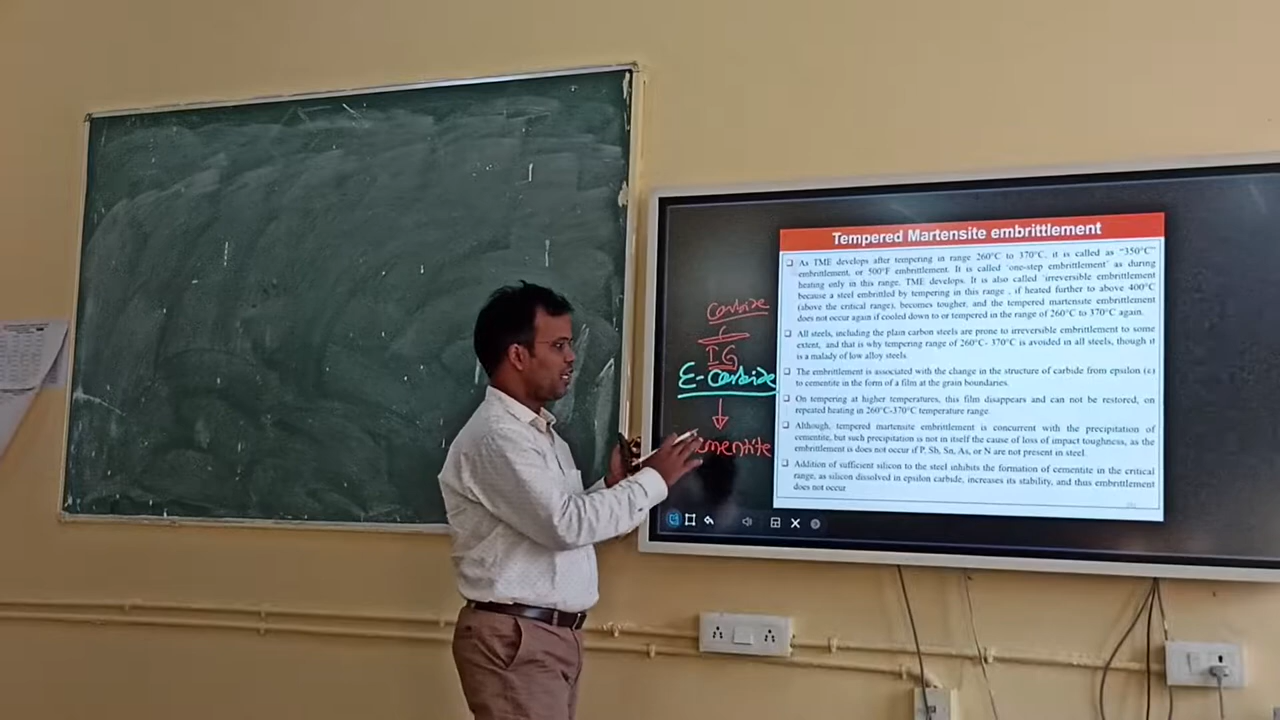 Tempered Martensite embrittlement
❑ As TME develops after tempering in range 260°C to 370°C, it is called as "350°C"
embrittlement, or 500°F embrittlement. It is called 'one-step embrittlement' as during
heating only in this range, TME develops. It is also called 'irreversible embrittlement
because a steel embrittled by tempering in this range , if heated further to above 400°C
(above the critical range), becomes tougher, and the tempered martensite embrittlement
does not occur again if cooled down to or tempered in the range of 260°C to 370°C again.
❑ All steels, including the plain carbon steels are prone to irreversible embrittlement to some
extent, and that is why tempering range of 260°C- 370°C is avoided in all steels, though it
is a malady of low alloy steels.
❑ The embrittlement is associated with the change in the structure of carbide from epsilon (ε)
to cementite in the form of a film at the grain boundaries.
❑ On tempering at higher temperatures, this film disappears and can not be restored, on
repeated heating in 260°C-370°C temperature range.
❑ Although, tempered martensite embrittlement is concurrent with the precipitation of
cementite, but such precipitation is not in itself the cause of loss of impact toughness, as the
embrittlement is does not occur if P, Sb, Sn, As, or N are not present in steel.
❑ Addition of sufficient silicon to the steel inhibits the formation of cementite in the critical
range, as silicon dissolved in epsilon carbide, increases its stability, and thus embrittlement
does not occur
Carbide
IG
ε-Carbide
ementite